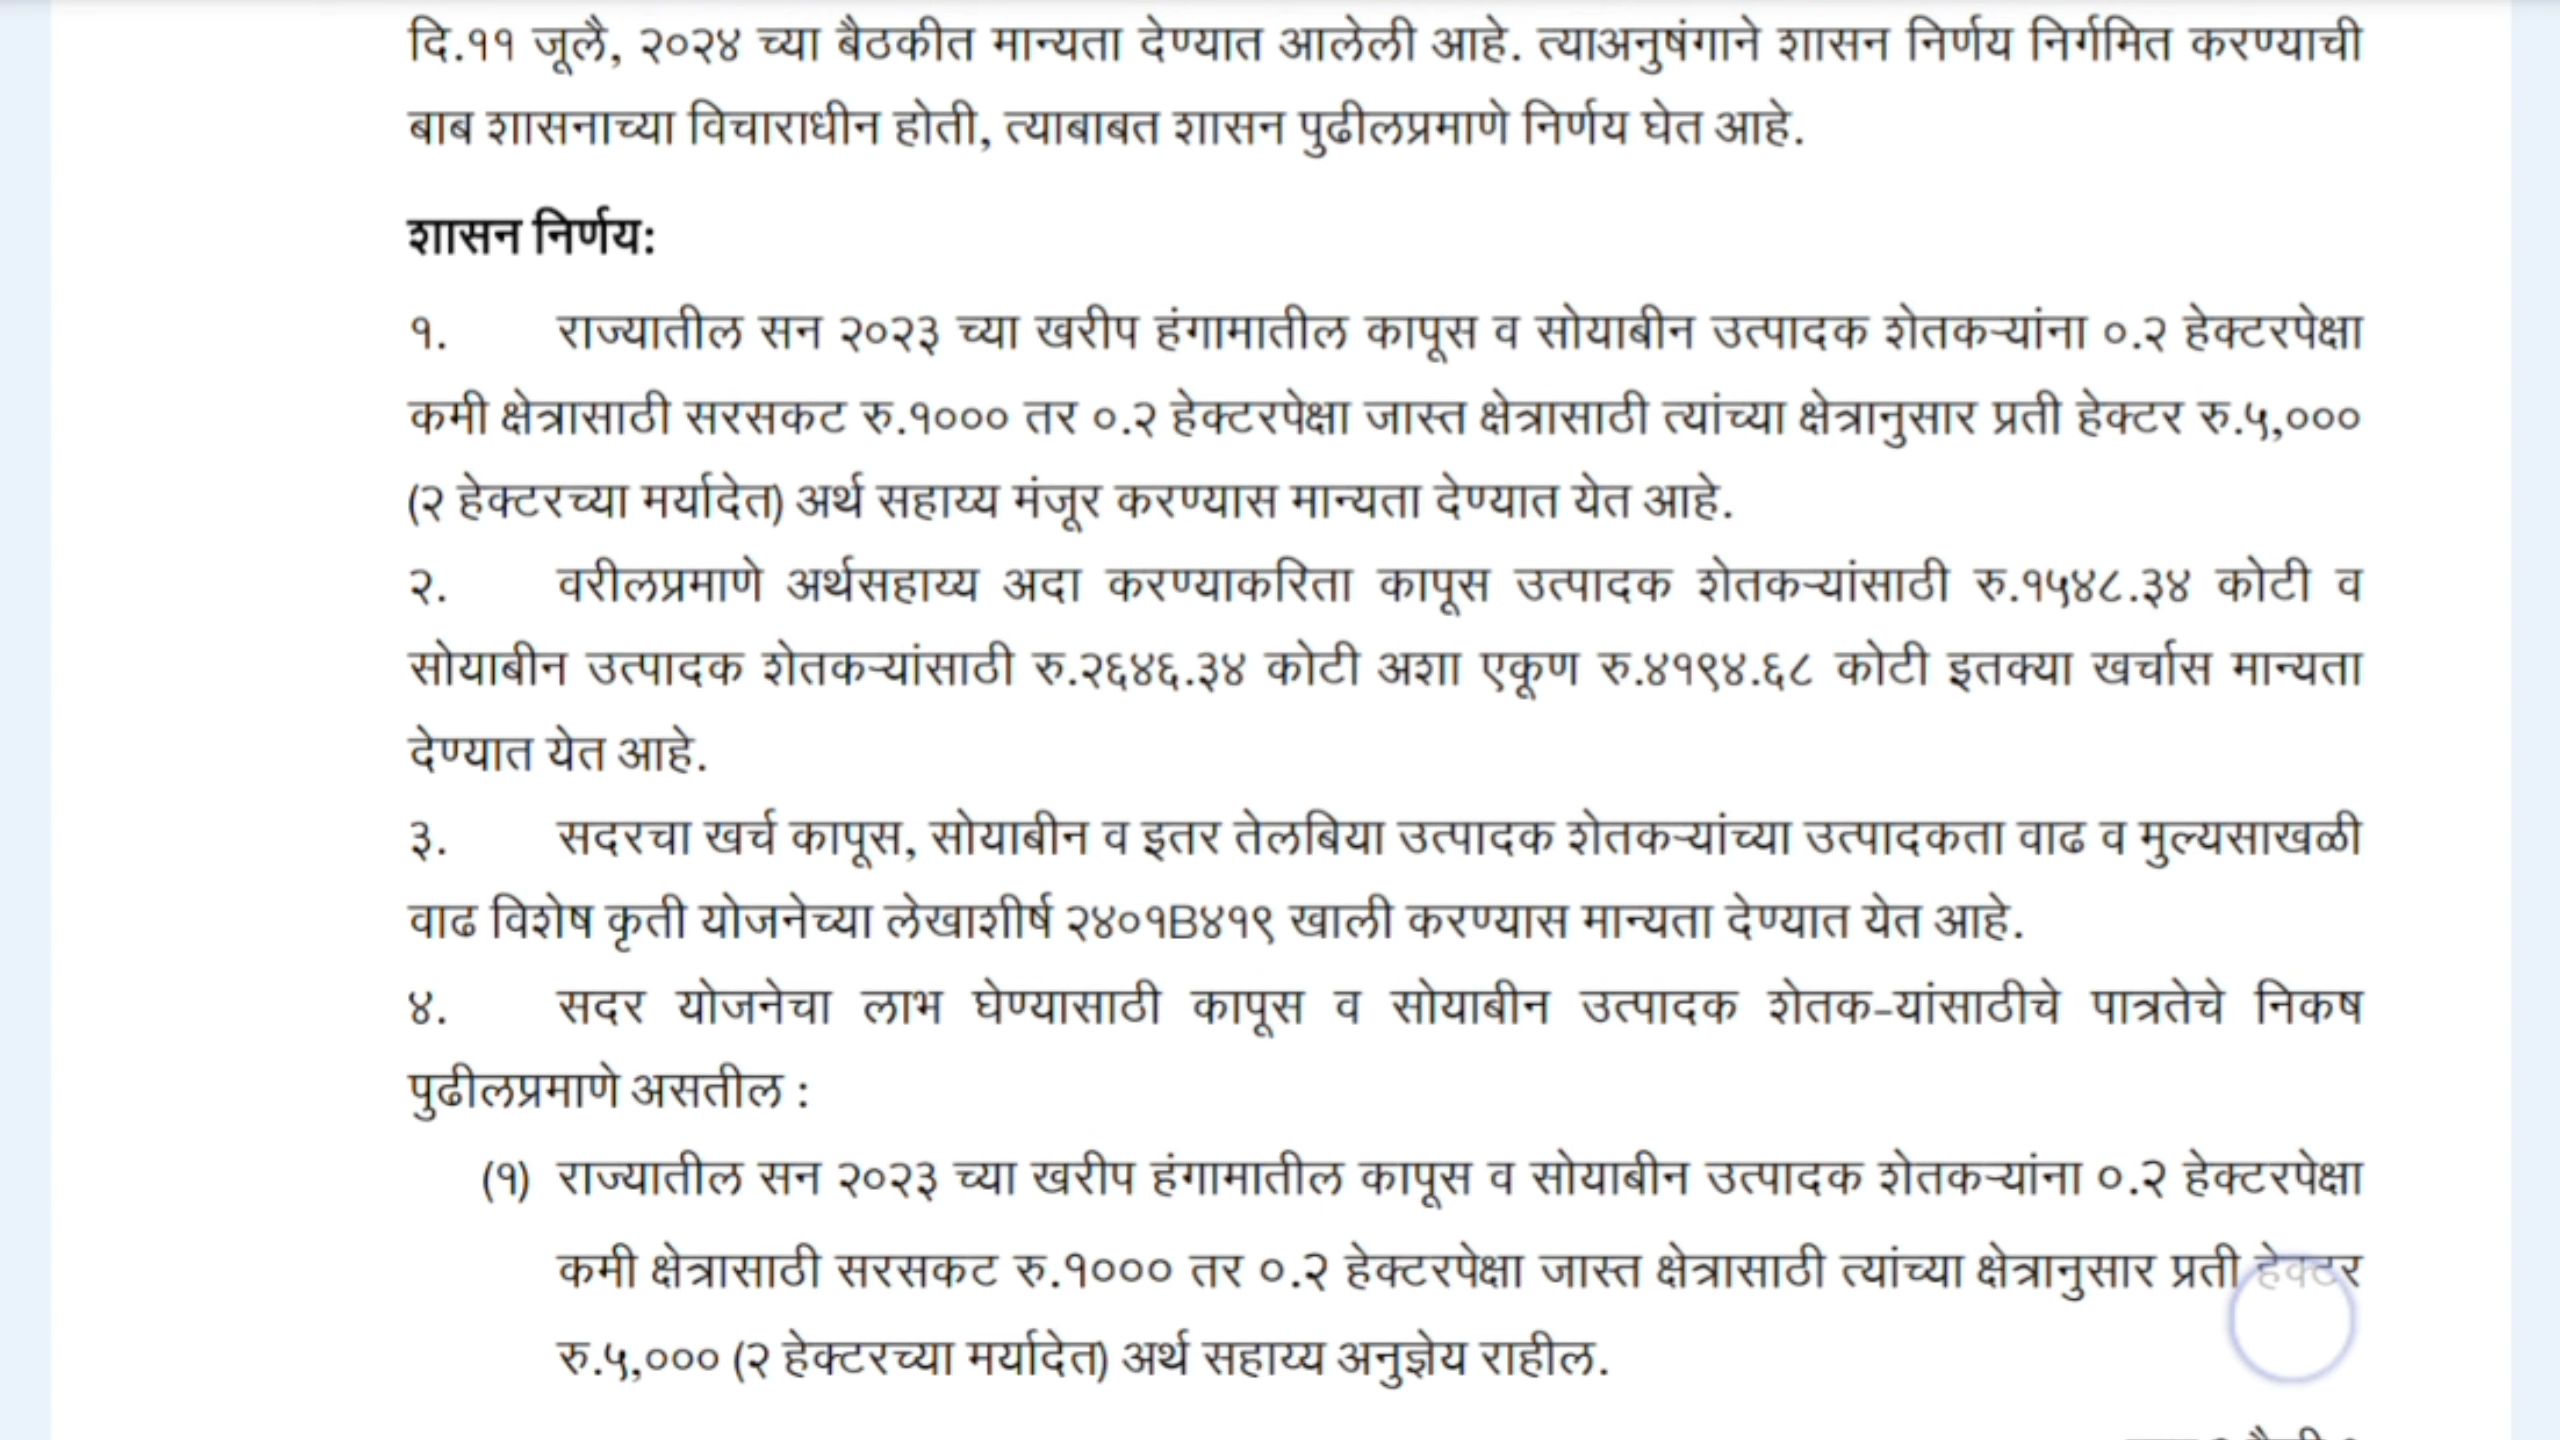 दि.११ जूलै, २०२४ च्या बैठकीत मान्यता देण्यात आलेली आहे. त्याअनुषंगाने शासन निर्णय निर्गमित करण्याची
बाब शासनाच्या विचाराधीन होती, त्याबाबत शासन पुढीलप्रमाणे निर्णय घेत आहे.
शासन निर्णय:
१. राज्यातील सन २०२३ च्या खरीप हंगामातील कापूस व सोयाबीन उत्पादक शेतकऱ्यांना ०.२ हेक्टरपेक्षा
कमी क्षेत्रासाठी सरसकट रु.१००० तर ०.२ हेक्टरपेक्षा जास्त क्षेत्रासाठी त्यांच्या क्षेत्रानुसार प्रती हेक्टर रु.५,०००
(२ हेक्टरच्या मर्यादेत) अर्थ सहाय्य मंजूर करण्यास मान्यता देण्यात येत आहे.
२. वरीलप्रमाणे अर्थसहाय्य अदा करण्याकरिता कापूस उत्पादक शेतकऱ्यांसाठी रु.१५४८.३४ कोटी व
सोयाबीन उत्पादक शेतकऱ्यांसाठी रु.२६४६.३४ कोटी अशा एकूण रु.४१९४.६८ कोटी इतक्या खर्चास मान्यता
देण्यात येत आहे.
३. सदरचा खर्च कापूस, सोयाबीन व इतर तेलबिया उत्पादक शेतकऱ्यांच्या उत्पादकता वाढ व मुल्यसाखळी
वाढ विशेष कृती योजनेच्या लेखाशीर्ष २४०१B४१९ खाली करण्यास मान्यता देण्यात येत आहे.
४. सदर योजनेचा लाभ घेण्यासाठी कापूस व सोयाबीन उत्पादक शेतक-यांसाठीचे पात्रतेचे निकष
पुढीलप्रमाणे असतील :
(१) राज्यातील सन २०२३ च्या खरीप हंगामातील कापूस व सोयाबीन उत्पादक शेतकऱ्यांना ०.२ हेक्टरपेक्षा
कमी क्षेत्रासाठी सरसकट रु.१००० तर ०.२ हेक्टरपेक्षा जास्त क्षेत्रासाठी त्यांच्या क्षेत्रानुसार प्रती हेक्टर
रु.५,००० (२ हेक्टरच्या मर्यादेत) अर्थ सहाय्य अनुज्ञेय राहील.